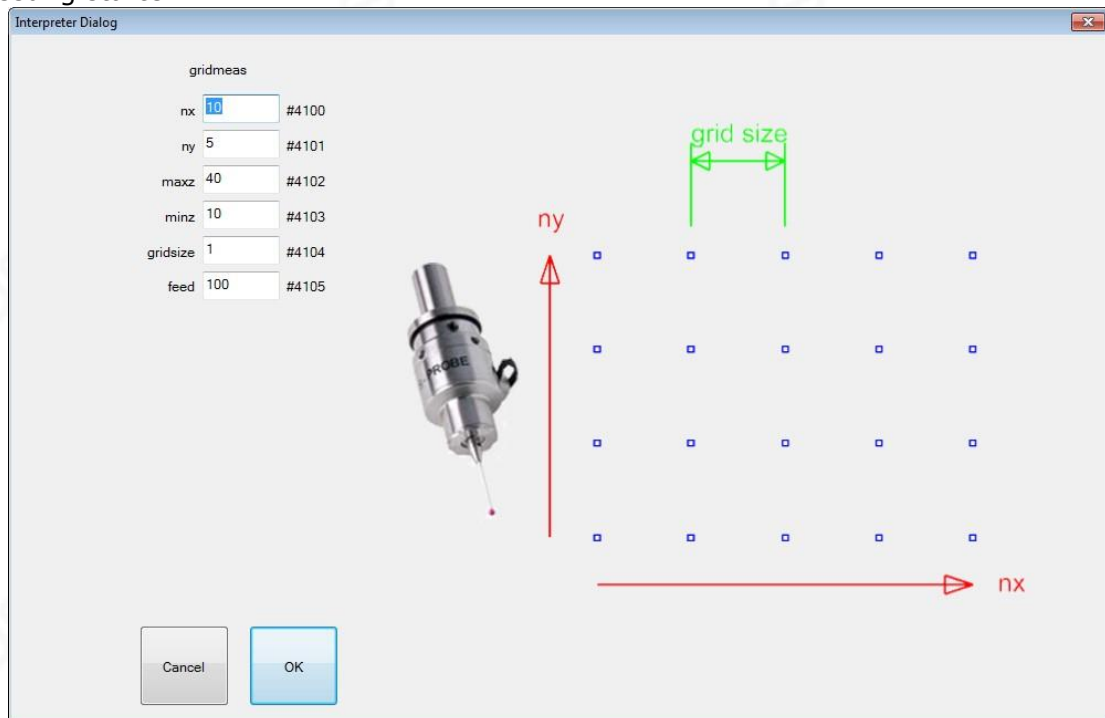 Interpreter Dialog
gridmeas
nx 10 #4100
ny 5 #4101
maxz 40 #4102
minz 10 #4103
gridsize 1 #4104
feed 100 #4105
grid size
ny
PROBE
nx
Cancel OK